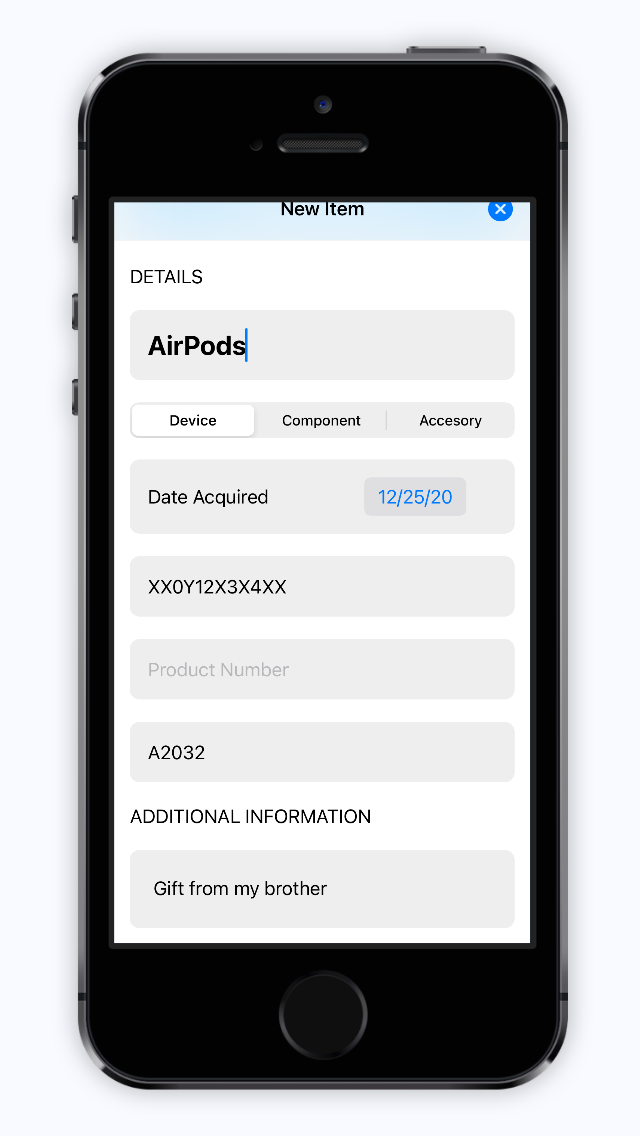 New Item
DETAILS
AirPods
Device Component Accesory
Date Acquired 12/25/20
XX0Y12X3X4XX
Product Number
A2032
ADDITIONAL INFORMATION
Gift from my brother